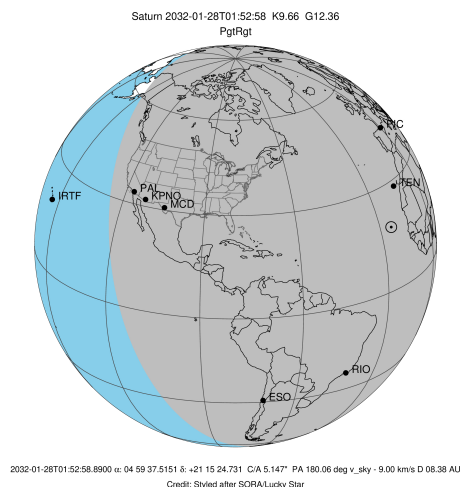 Saturn 2032-01-28T01:52:58 K9.66 G12.36
PgtRgt
PIC
TEN
IRTF
PAL
KPNO
MCD
RIO
ESO
2032-01-28T01:52:58.8900 α: 04 59 37.5151 δ: +21 15 24.731 C/A 5.147" PA 180.06 deg v_sky - 9.00 km/s D 08.38 AU
Credit: Styled after SORA/Lucky Star